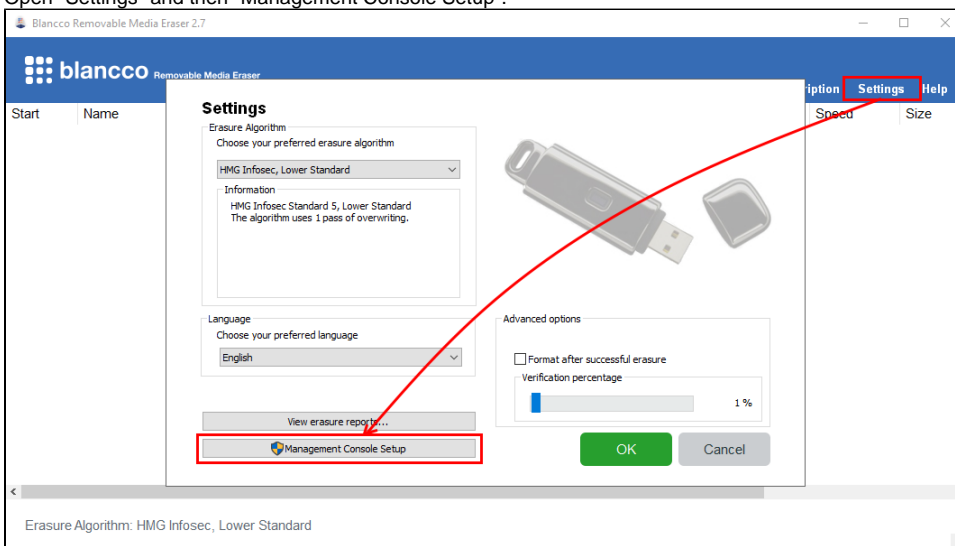 Open "Settings" and then "Management Console Setup".
Blancco Removable Media Eraser 2.7
blancco Removable Media Eraser
Settings Help
Start Name Speed Size
Settings
Erasure Algorithm
Choose your preferred erasure algorithm
HMG Infosec, Lower Standard
Information
HMG Infosec Standard 5, Lower Standard
The algorithm uses 1 pass of overwriting.
Language
Choose your preferred language
English
Advanced options
Format after successful erasure
Verification percentage
1 %
View erasure reports...
Management Console Setup
OK Cancel
Erasure Algorithm: HMG Infosec, Lower Standard